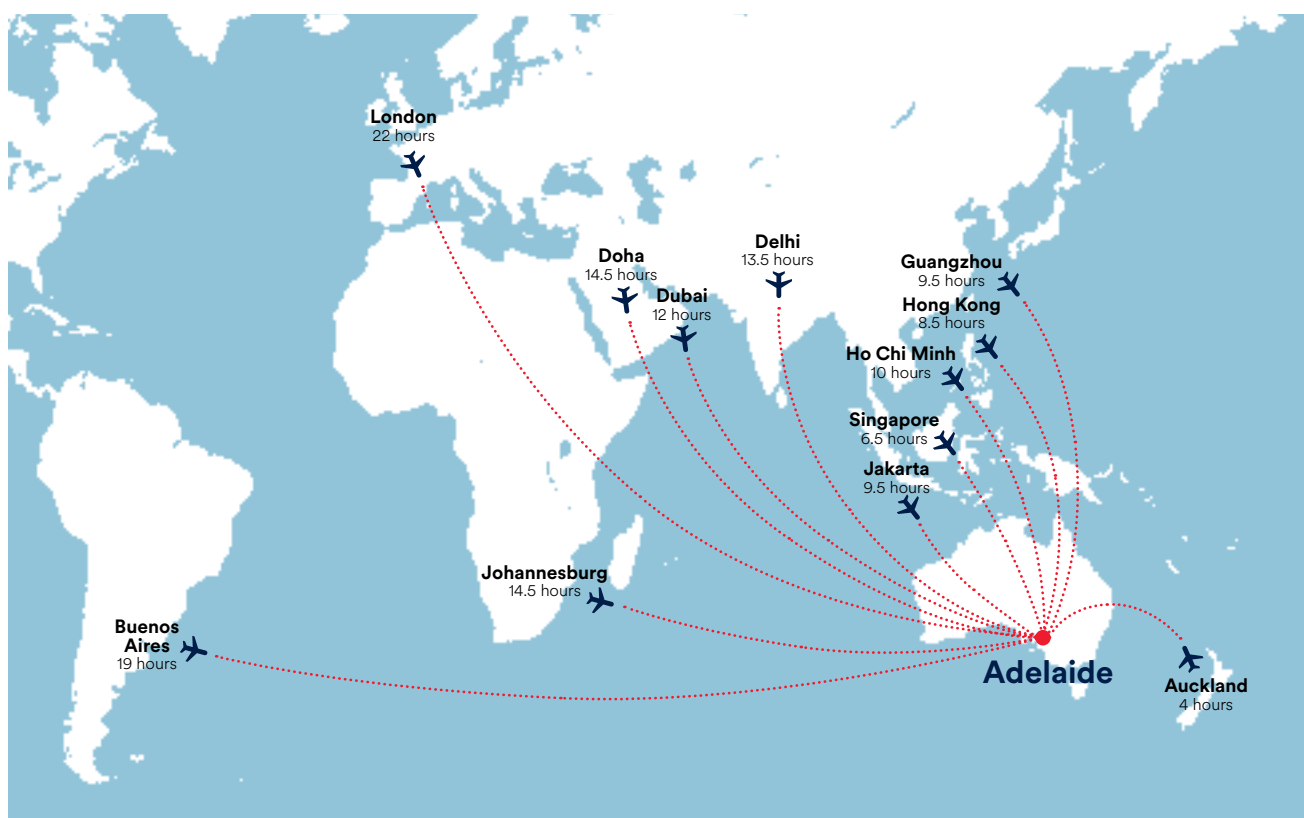 London
22 hours
Doha
14.5 hours
Dubai
12 hours
Delhi
13.5 hours
Guangzhou
9.5 hours
Hong Kong
8.5 hours
Ho Chi Minh
10 hours
Singapore
6.5 hours
Jakarta
9.5 hours
Johannesburg
14.5 hours
Buenos
Aires
19 hours
Adelaide
Auckland
4 hours